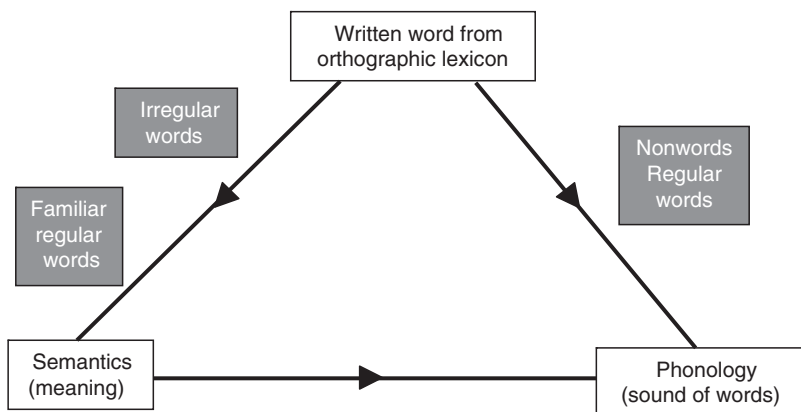 Written word from
orthographic lexicon
Irregular
words
Nonwords
Regular
words
Familiar
regular
words
Semantics
(meaning)
Phonology
(sound of words)